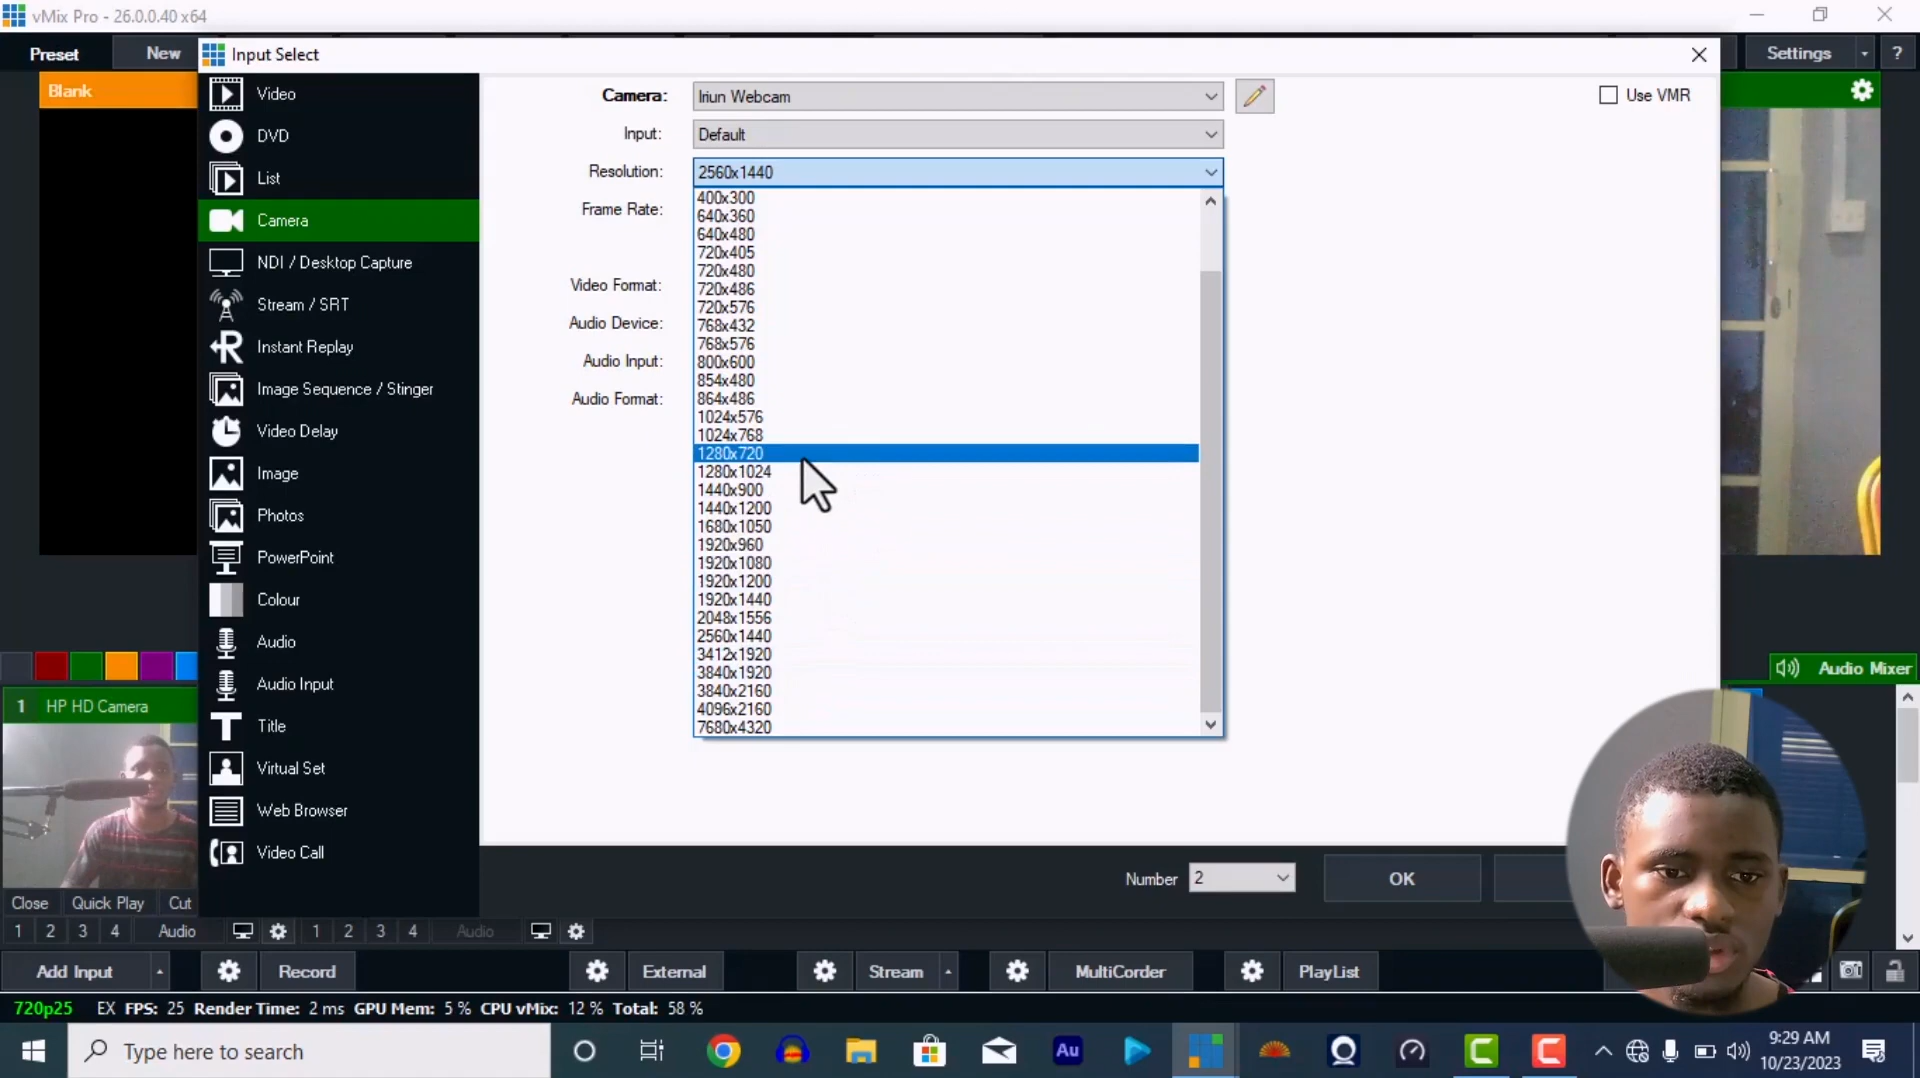 vMix Pro - 26.0.0.40 x64
Preset
New
Input Select
Settings
?
Blank
Video
DVD
List
Camera
NDI / Desktop Capture
Stream / SRT
Instant Replay
Image Sequence / Stinger
Video Delay
Image
Photos
PowerPoint
Colour
Audio
Audio Input
Title
Virtual Set
Web Browser
Video Call
Camera: Iriun Webcam
Use VMR
Input: Default
Resolution: 2560x1440
Frame Rate:
Video Format:
Audio Device:
Audio Input:
Audio Format:
400x300
640x360
640x480
720x405
720x480
720x486
720x576
768x432
768x576
800x600
854x480
864x486
1024x576
1024x768
1280x720
1280x1024
1440x900
1440x1200
1680x1050
1920x960
1920x1080
1920x1200
1920x1440
2048x1556
2560x1440
3412x1920
3840x1920
3840x2160
4096x2160
7680x4320
Audio Mixer
1 HP HD Camera
Number 2 OK
Close Quick Play Cut
1 2 3 4 Audio 1 2 3 4 Audio
Add Input Record External Stream MultiCorder PlayList
720p25 EX FPS: 25 Render Time: 2 ms GPU Mem: 5 % CPU vMix: 12 % Total: 58 %
Type here to search
Au
9:29 AM
10/23/2023